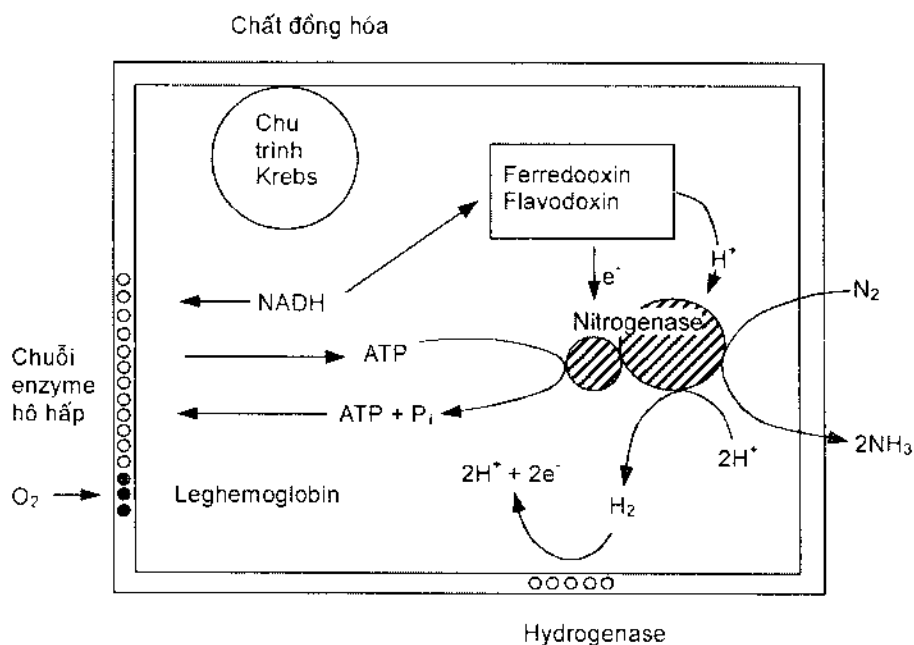 Chất đồng hóa
Chu
trình
Krebs
Ferredooxin
Flavodoxin
H⁺
e⁻
NADH
N₂
Nitrogenase
ATP
Chuỗi
enzyme
hô hấp
ATP + Pᵢ
2NH₃
2H⁺
2H⁺ + 2e⁻
O₂
Leghemoglobin
H₂
Hydrogenase